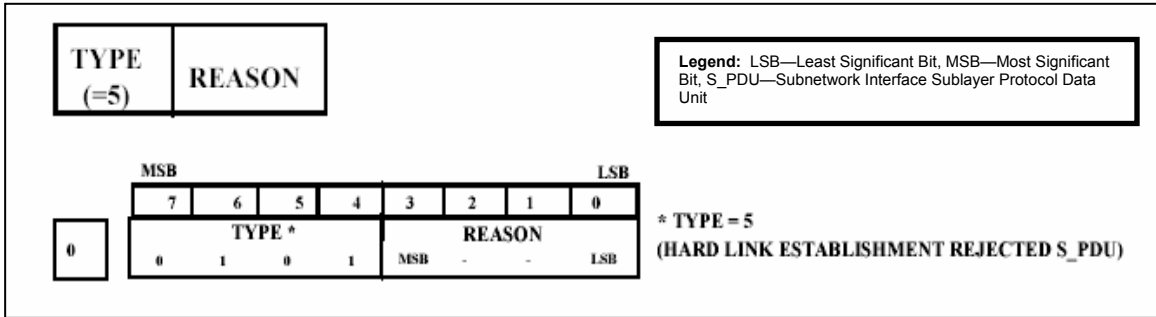 TYPE
(=5)
REASON
Legend: LSB—Least Significant Bit, MSB—Most Significant
Bit, S_PDU—Subnetwork Interface Sublayer Protocol Data
Unit
MSB LSB
7 6 5 4 3 2 1 0
0
TYPE * REASON
0 1 0 1 MSB - - LSB
* TYPE = 5
(HARD LINK ESTABLISHMENT REJECTED S_PDU)